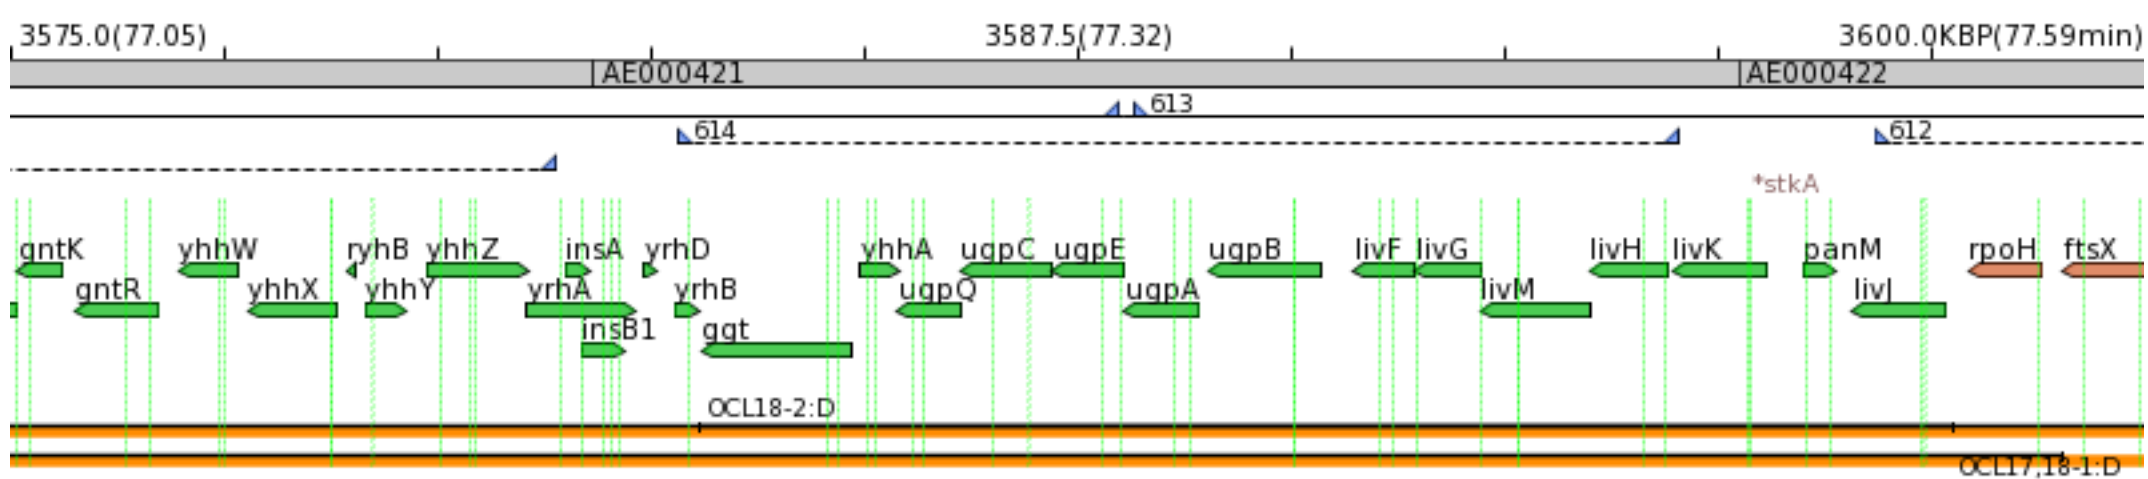 3575.0(77.05) 3587.5(77.32) 3600.0KBP(77.59min)
AE000421 AE000422
613
614 612
*stkA
gntK yhhW ryhB yhhZ insA yrhD yhhA ugpC ugpE ugpB livF livG livH livK panM rpoH ftsX
gntR yhhX yhhY yrhA yrhB ugpQ ugpA livM livJ
insB1 ggt
OCL18-2:D
OCL17,18-1:D